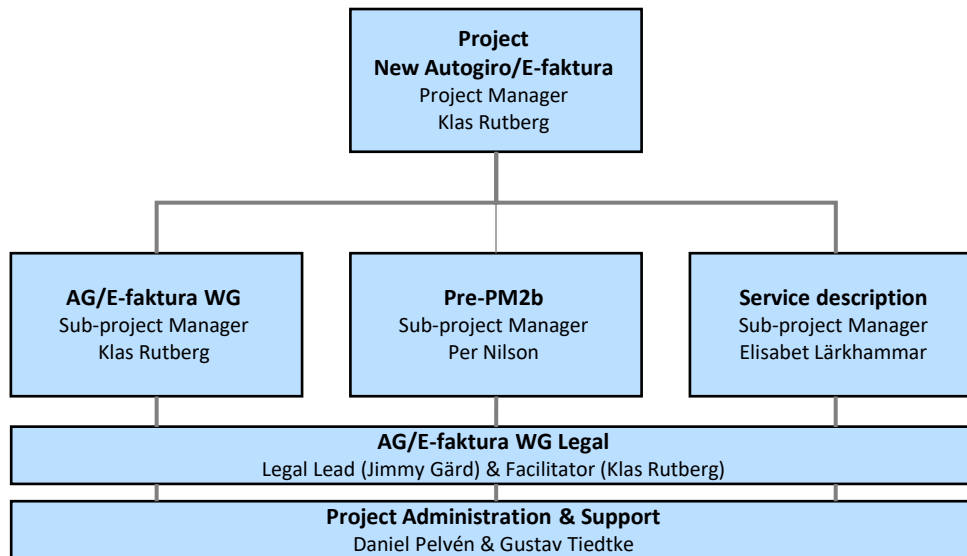 Project
New Autogiro/E-faktura
Project Manager
Klas Rutberg
AG/E-faktura WG
Sub-project Manager
Klas Rutberg
Pre-PM2b
Sub-project Manager
Per Nilson
Service description
Sub-project Manager
Elisabet Lärkhammar
AG/E-faktura WG Legal
Legal Lead (Jimmy Gärd) & Facilitator (Klas Rutberg)
Project Administration & Support
Daniel Pelvén & Gustav Tiedtke